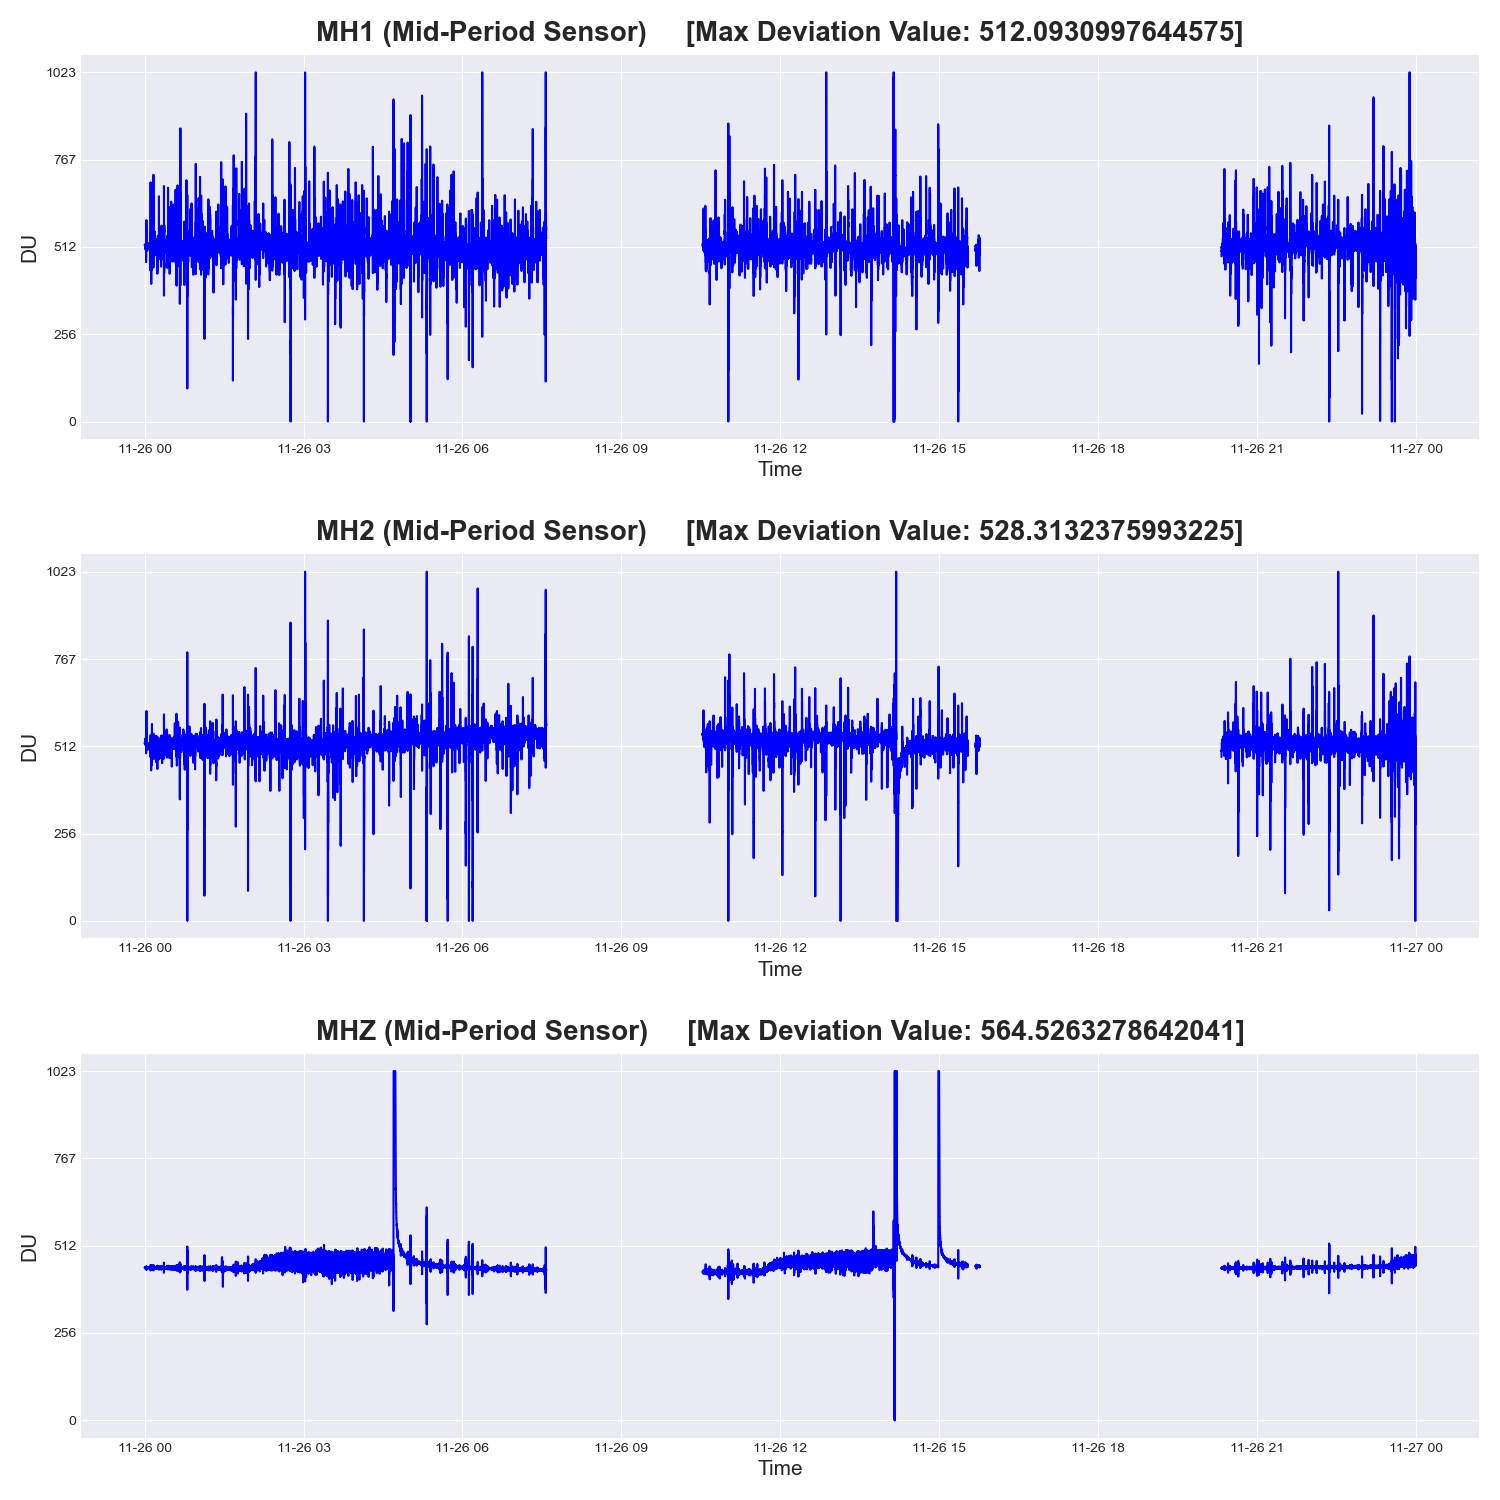 MH1 (Mid-Period Sensor) [Max Deviation Value: 512.0930997644575]
1023
767
512
256
0
DU
11-26 00 11-26 03 11-26 06 11-26 09 11-26 12 11-26 15 11-26 18 11-26 21 11-27 00
Time
MH2 (Mid-Period Sensor) [Max Deviation Value: 528.3132375993225]
1023
767
512
256
0
DU
11-26 00 11-26 03 11-26 06 11-26 09 11-26 12 11-26 15 11-26 18 11-26 21 11-27 00
Time
MHZ (Mid-Period Sensor) [Max Deviation Value: 564.5263278642041]
1023
767
512
256
0
DU
11-26 00 11-26 03 11-26 06 11-26 09 11-26 12 11-26 15 11-26 18 11-26 21 11-27 00
Time